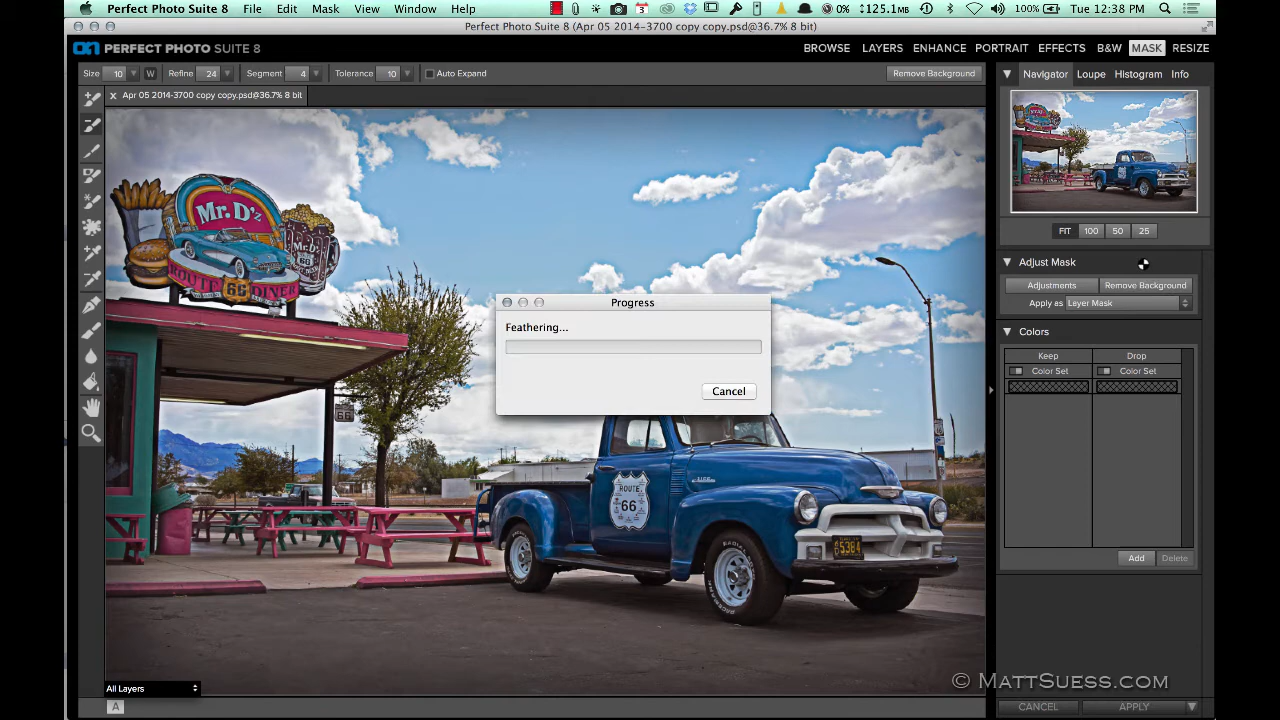 Perfect Photo Suite 8 File Edit Mask View Window Help 3 0% 125.1MB 100% Tue 12:38 PM
Perfect Photo Suite 8 (Apr 05 2014-3700 copy copy.psd@36.7% 8 bit)
on PERFECT PHOTO SUITE 8 BROWSE LAYERS ENHANCE PORTRAIT EFFECTS B&W MASK RESIZE
Size 10 W Refine 24 Segment 4 Tolerance 10 Auto Expand Remove Background
Navigator Loupe Histogram Info
x Apr 05 2014-3700 copy copy.psd@36.7% 8 bit
Mr. D'z
ROUTE 66 DINER
FIT 100 50 25
Adjust Mask
Adjustments Remove Background
Apply as Layer Mask
Progress
Feathering...
Cancel
Colors
Keep Drop
Color Set Color Set
66
ROUTE
66
5384
Add Delete
All Layers
A
© MattSuess.com
CANCEL APPLY